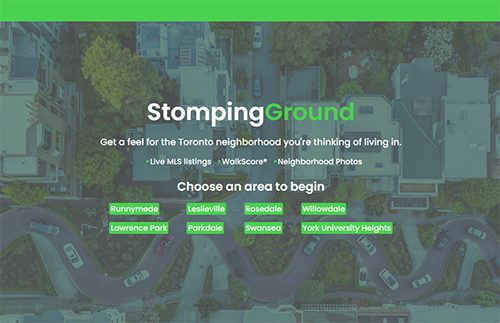 StompingGround
Get a feel for the Toronto neighborhood you're thinking of living in.
• Live MLS listings • WalkScore® • Neighborhood Photos
Choose an area to begin
Runnymede Leslieville Rosedale Willowdale
Lawrence Park Parkdale Swansea York University Heights